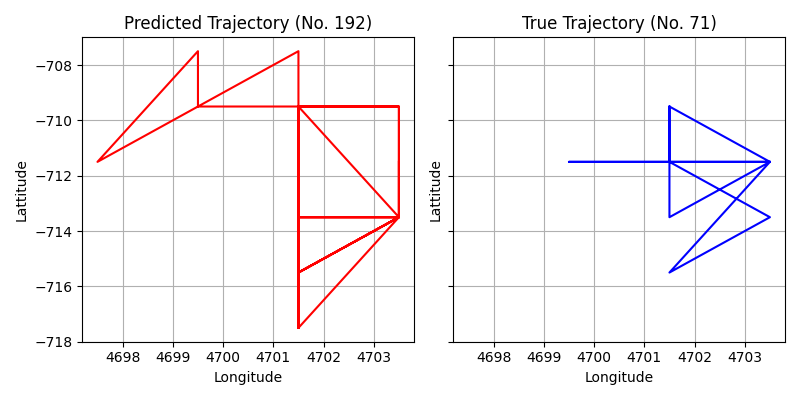 Predicted Trajectory (No. 192)
True Trajectory (No. 71)
−708
−710
−712
−714
−716
−718
Lattitude
Lattitude
4698 4699 4700 4701 4702 4703
4698 4699 4700 4701 4702 4703
Longitude
Longitude